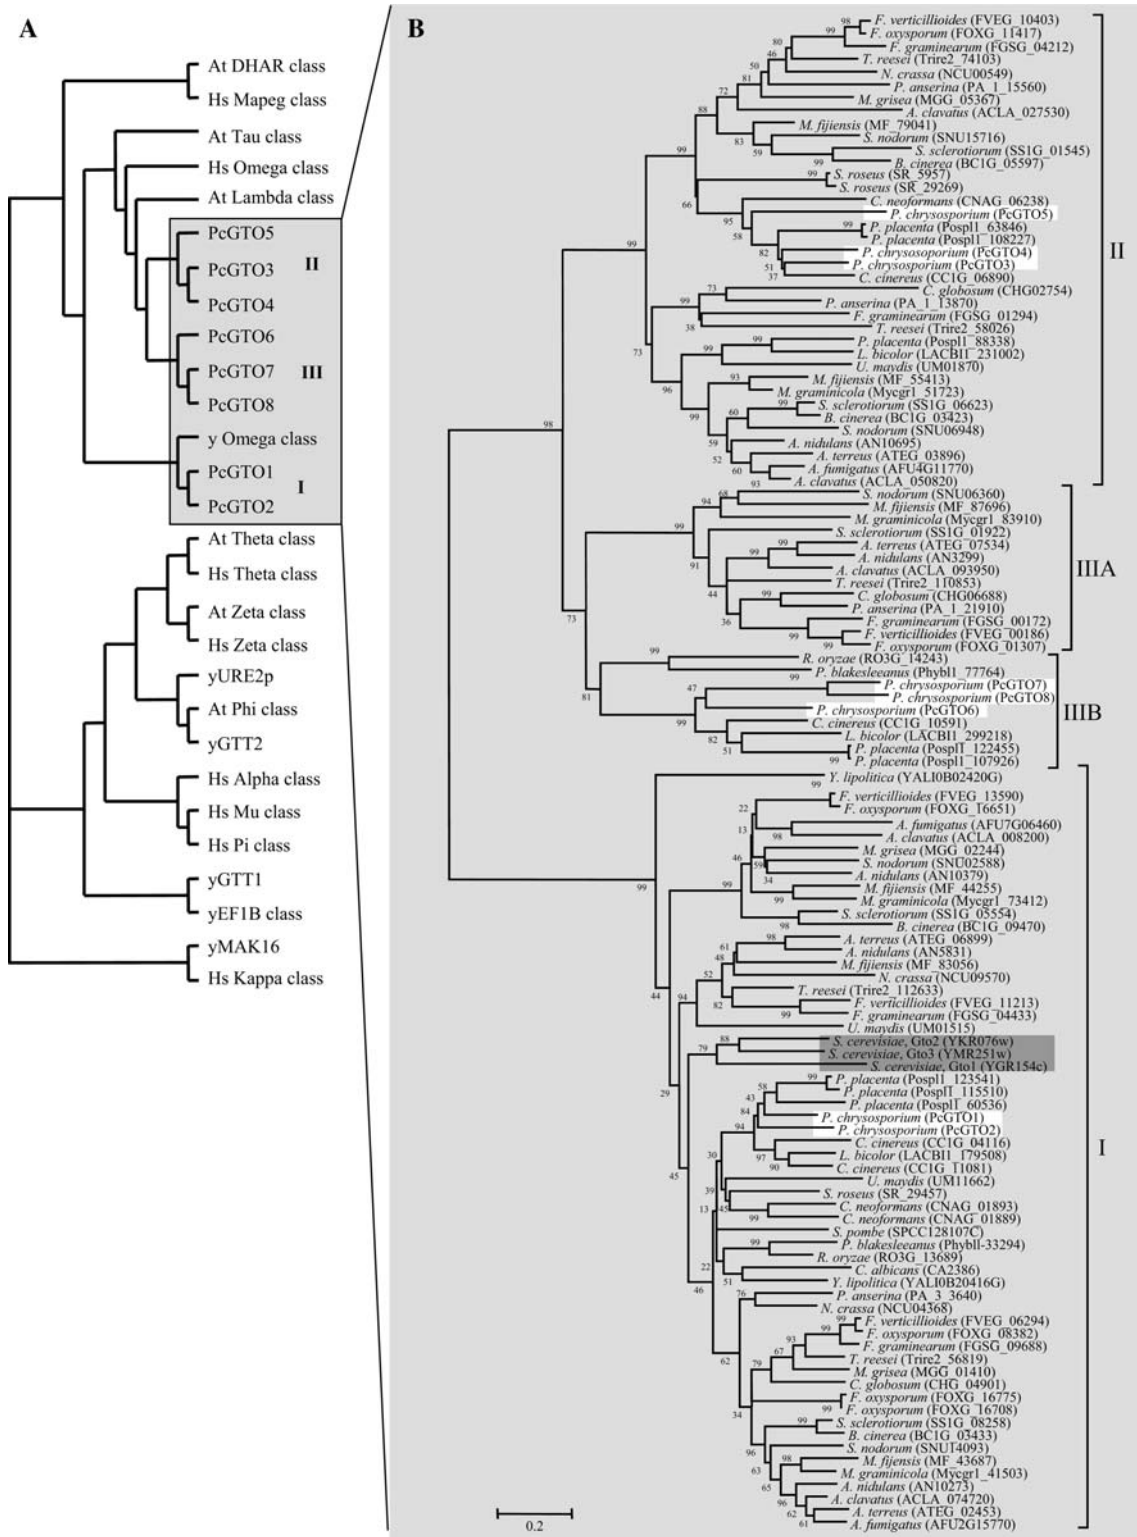 A
At DHAR class
Hs Mapeg class
At Tau class
Hs Omega class
At Lambda class
PcGTO5
II
PcGTO3
PcGTO4
PcGTO6
PcGTO7
III
PcGTO8
y Omega class
PcGTO1
I
PcGTO2
At Theta class
Hs Theta class
At Zeta class
Hs Zeta class
yURE2p
At Phi class
yGTT2
Hs Alpha class
Hs Mu class
Hs Pi class
yGTT1
yEF1B class
yMAK16
Hs Kappa class
B
F. verticillioides (FVEG_10403)
F. oxysporum (FOXG_11417)
F. graminearum (FGSG_04212)
T. reesei (Trire2_74103)
N. crassa (NCU00549)
P. anserina (PA_1_15560)
M. grisea (MGG_05367)
A. clavatus (ACLA_027530)
M. fijiensis (MF_79041)
S. nodorum (SNU15716)
S. sclerotiorum (SS1G_01545)
B. cinerea (BC1G_05597)
S. roseus (SR_5957)
S. roseus (SR_29269)
C. neoformans (CNAG_06238)
P. chrysosporium (PcGTO5)
P. placenta (Pospl1_63846)
P. placenta (Pospl1_108227)
P. chrysosoporium (PcGTO4)
P. chrysosporium (PcGTO3)
C. cinereus (CC1G_06890)
C. globosum (CHG02754)
P. anserina (PA_1_13870)
F. graminearum (FGSG_01294)
T. reesei (Trire2_58026)
P. placenta (Pospl1_88338)
L. bicolor (LACBI1_231002)
U. maydis (UM01870)
M. fijiensis (MF_55413)
M. graminicola (Mycgr1_51723)
S. sclerotiorum (SS1G_06623)
B. cinerea (BC1G_03423)
S. nodorum (SNU06948)
A. nidulans (AN10695)
A. terreus (ATEG_03896)
A. fumigatus (AFU4G11770)
A. clavatus (ACLA_050820)
II
S. nodorum (SNU06360)
M. fijiensis (MF_87696)
M. graminicola (Mycgr1_83910)
S. sclerotiorum (SS1G_01922)
A. terreus (ATEG_07534)
A. nidulans (AN3299)
A. clavatus (ACLA_093950)
T. reesei (Trire2_110853)
C. globosum (CHG06688)
P. anserina (PA_1_21910)
F. graminearum (FGSG_00172)
F. verticillioides (FVEG_00186)
F. oxysporum (FOXG_01307)
IIIA
R. oryzae (RO3G_14243)
P. blakesleeanus (Phybl1_77764)
P. chrysosporium (PcGTO7)
P. chrysosporium (PcGTO8)
P. chrysosporium (PcGTO6)
C. cinereus (CC1G_10591)
L. bicolor (LACBI1_299218)
P. placenta (Pospl1_122455)
P. placenta (Pospl1_107926)
IIIB
Y. lipolitica (YALI0B02420G)
F. verticillioides (FVEG_13590)
F. oxysporum (FOXG_16651)
A. fumigatus (AFU7G06460)
A. clavatus (ACLA_008200)
M. grisea (MGG_02244)
S. nodorum (SNU02588)
A. nidulans (AN10379)
M. fijiensis (MF_44255)
M. graminicola (Mycgr1_73412)
S. sclerotiorum (SS1G_05554)
B. cinerea (BC1G_09470)
A. terreus (ATEG_06899)
A. nidulans (AN5831)
M. fijiensis (MF_83056)
N. crassa (NCU09570)
T. reesei (Trire2_112633)
F. verticillioides (FVEG_11213)
F. graminearum (FGSG_04433)
U. maydis (UM01515)
S. cerevisiae, Gto2 (YKR076w)
S. cerevisiae, Gto3 (YMR251w)
S. cerevisiae, Gto1 (YGR154c)
P. placenta (Pospl1_123541)
P. placenta (Pospl1_115510)
P. placenta (Pospl1_60536)
P. chrysosporium (PcGTO1)
P. chrysosporium (PcGTO2)
C. cinereus (CC1G_04116)
L. bicolor (LACBI1_179508)
C. cinereus (CC1G_11081)
U. maydis (UM11662)
S. roseus (SR_29457)
C. neoformans (CNAG_01893)
C. neoformans (CNAG_01889)
S. pombe (SPCC128107C)
P. blakesleeanus (Phybll-33294)
R. oryzae (RO3G_13689)
C. albicans (CA2386)
Y. lipolitica (YALI0B20416G)
P. anserina (PA_3_3640)
N. crassa (NCU04368)
F. verticillioides (FVEG_06294)
F. oxysporum (FOXG_08382)
F. graminearum (FGSG_09688)
T. reesei (Trire2_56819)
M. grisea (MGG_01410)
C. globosum (CHG_04901)
F. oxysporum (FOXG_16775)
F. oxysporum (FOXG_16708)
S. sclerotiorum (SS1G_08258)
B. cinerea (BC1G_03433)
S. nodorum (SNU14093)
M. fijensis (MF_43687)
M. graminicola (Mycgr1_41503)
A. nidulans (AN10273)
A. clavatus (ACLA_074720)
A. terreus (ATEG_02453)
A. fumigatus (AFU2G15770)
I
0.2